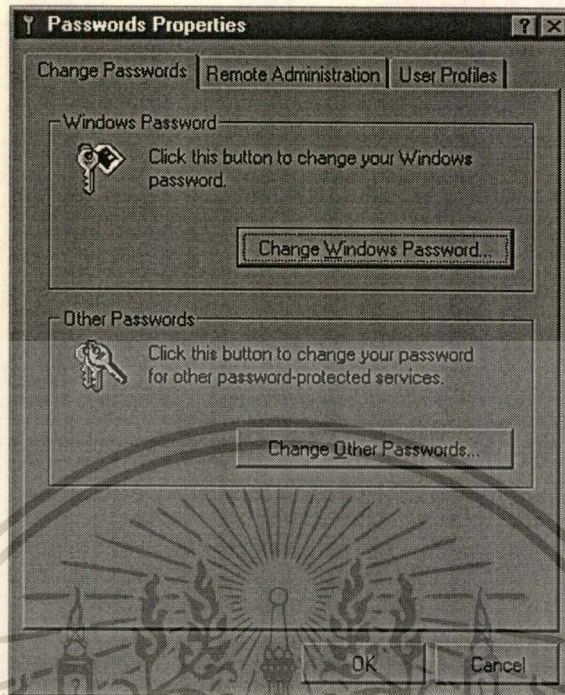 Passwords Properties
Change Passwords
Remote Administration
User Profiles
Windows Password
Click this button to change your Windows
password.
Change Windows Password...
Other Passwords
Click this button to change your password
for other password-protected services.
Change Other Passwords...
OK
Cancel